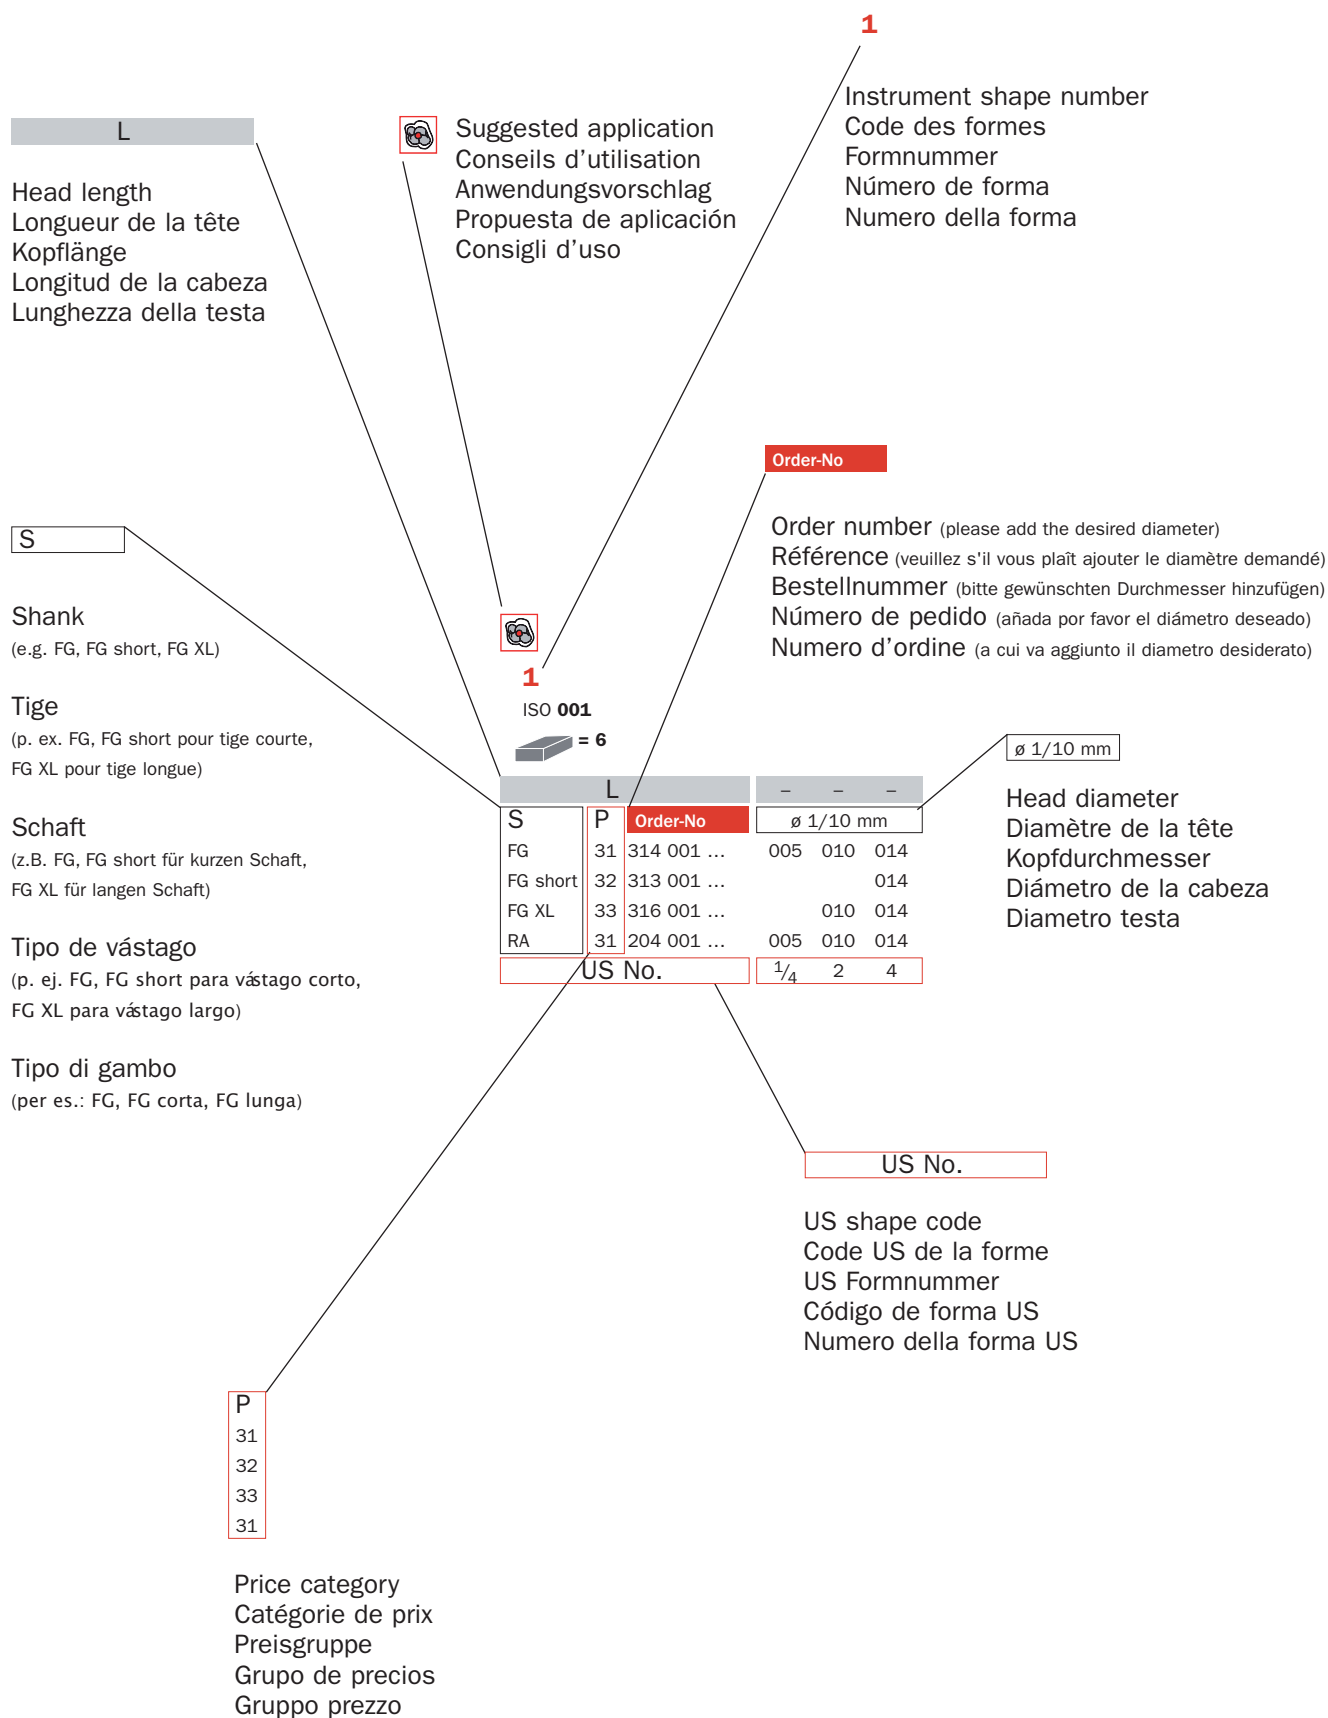 1
Instrument shape number
Code des formes
Formnummer
Número de forma
Numero della forma
L
Head length
Longueur de la tête
Kopflänge
Longitud de la cabeza
Lunghezza della testa
Suggested application
Conseils d'utilisation
Anwendungsvorschlag
Propuesta de aplicación
Consigli d'uso
Order-No
Order number (please add the desired diameter)
Référence (veuillez s'il vous plaît ajouter le diamètre demandé)
Bestellnummer (bitte gewünschten Durchmesser hinzufügen)
Número de pedido (añada por favor el diámetro deseado)
Numero d'ordine (a cui va aggiunto il diametro desiderato)
S
Shank
(e.g. FG, FG short, FG XL)
Tige
(p. ex. FG, FG short pour tige courte,
FG XL pour tige longue)
Schaft
(z.B. FG, FG short für kurzen Schaft,
FG XL für langen Schaft)
Tipo de vástago
(p. ej. FG, FG short para vástago corto,
FG XL para vástago largo)
Tipo di gambo
(per es.: FG, FG corta, FG lunga)
1
ISO 001
= 6
L – – –
S P Order-No ø 1/10 mm
FG 31 314 001 ... 005 010 014
FG short 32 313 001 ... 014
FG XL 33 316 001 ... 010 014
RA 31 204 001 ... 005 010 014
US No. 1/4 2 4
ø 1/10 mm
Head diameter
Diamètre de la tête
Kopfdurchmesser
Diámetro de la cabeza
Diametro testa
US No.
US shape code
Code US de la forme
US Formnummer
Código de forma US
Numero della forma US
P
31
32
33
31
Price category
Catégorie de prix
Preisgruppe
Grupo de precios
Gruppo prezzo